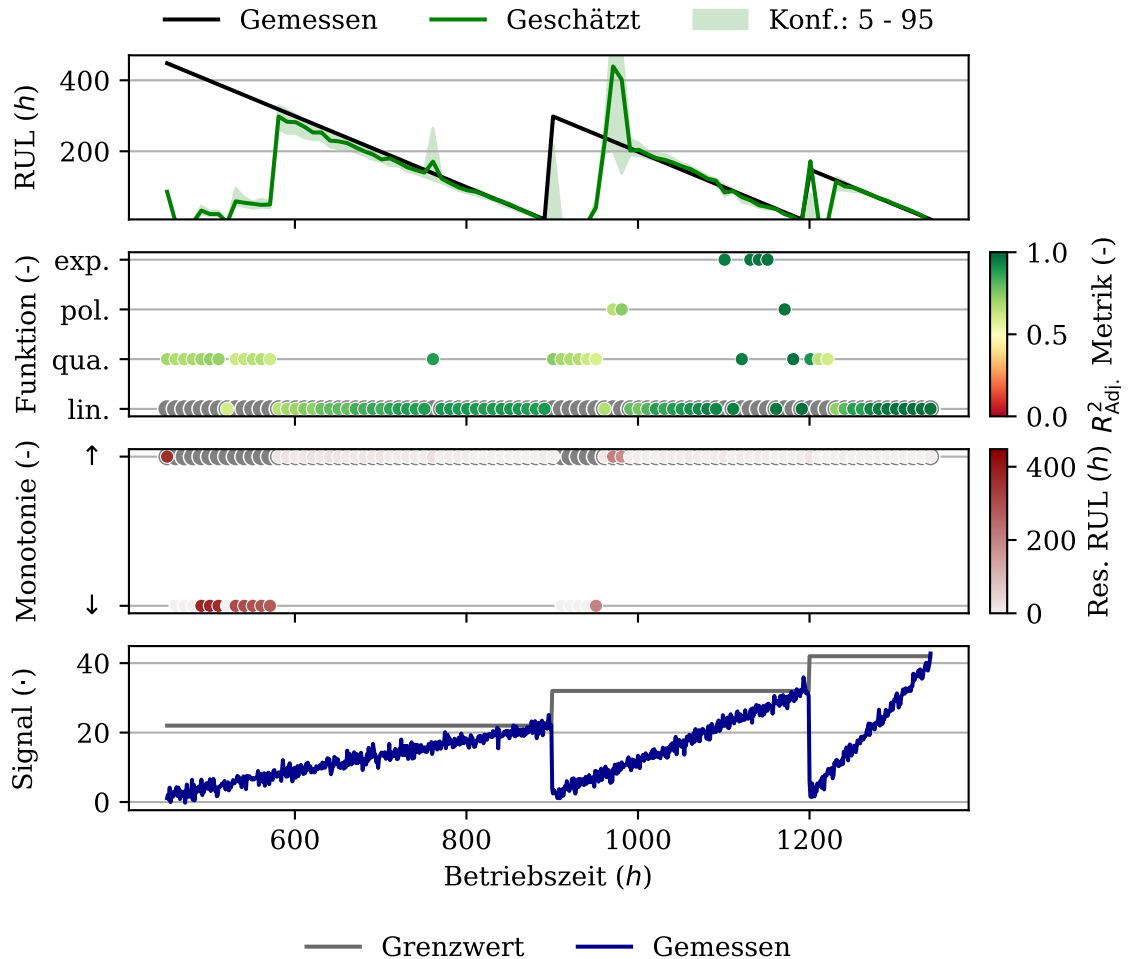 Gemessen Geschätzt Konf.: 5 - 95
RUL (h)
400
200
Funktion (-)
exp.
pol.
qua.
lin.
1.0
0.5
0.0
R²Adj. Metrik (-)
Monotonie (-)
↑
↓
400
200
0
Res. RUL (h)
Signal (·)
40
20
0
600 800 1000 1200
Betriebszeit (h)
Grenzwert Gemessen